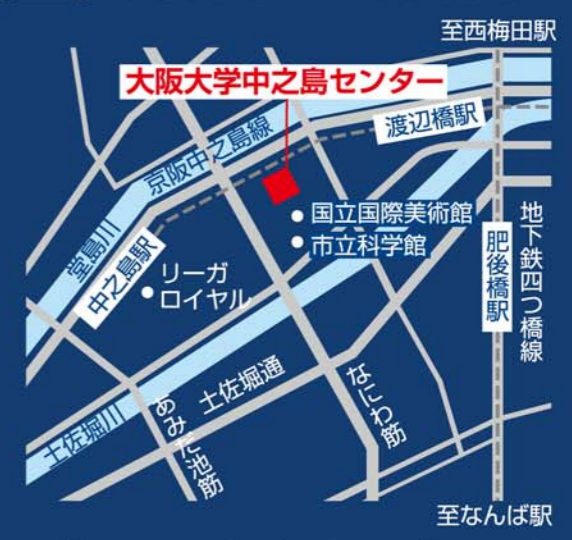 至西梅田駅
大阪大学中之島センター
渡辺橋駅
京阪中之島線
堂島川
中之島駅
国立国際美術館
市立科学館
リーガ
ロイヤル
肥後橋駅
地下鉄四つ橋線
土佐堀川
土佐堀通
あみだ池筋
なにわ筋
至なんば駅